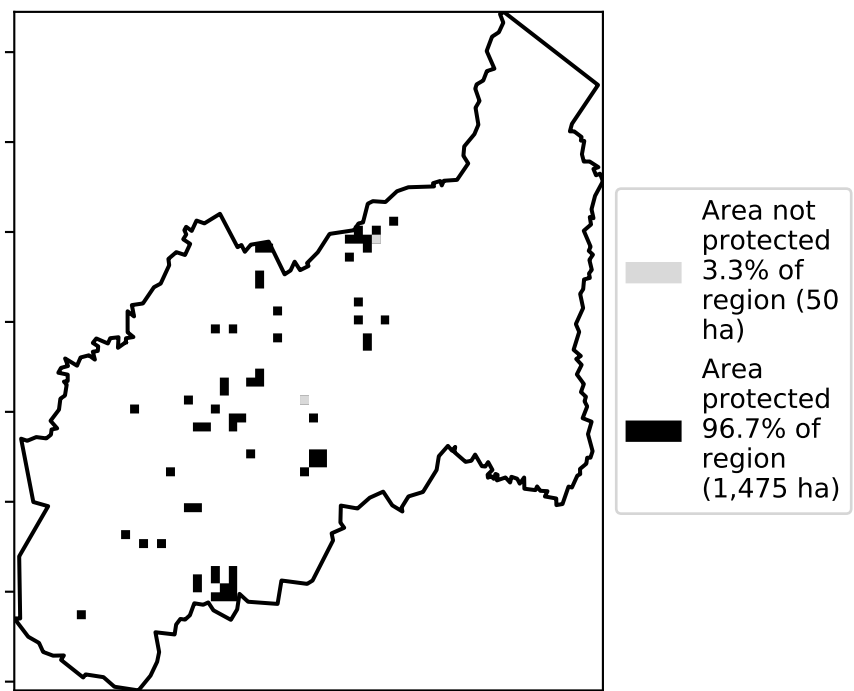 Area not
protected
3.3% of
region (50
ha)
Area
protected
96.7% of
region
(1,475 ha)